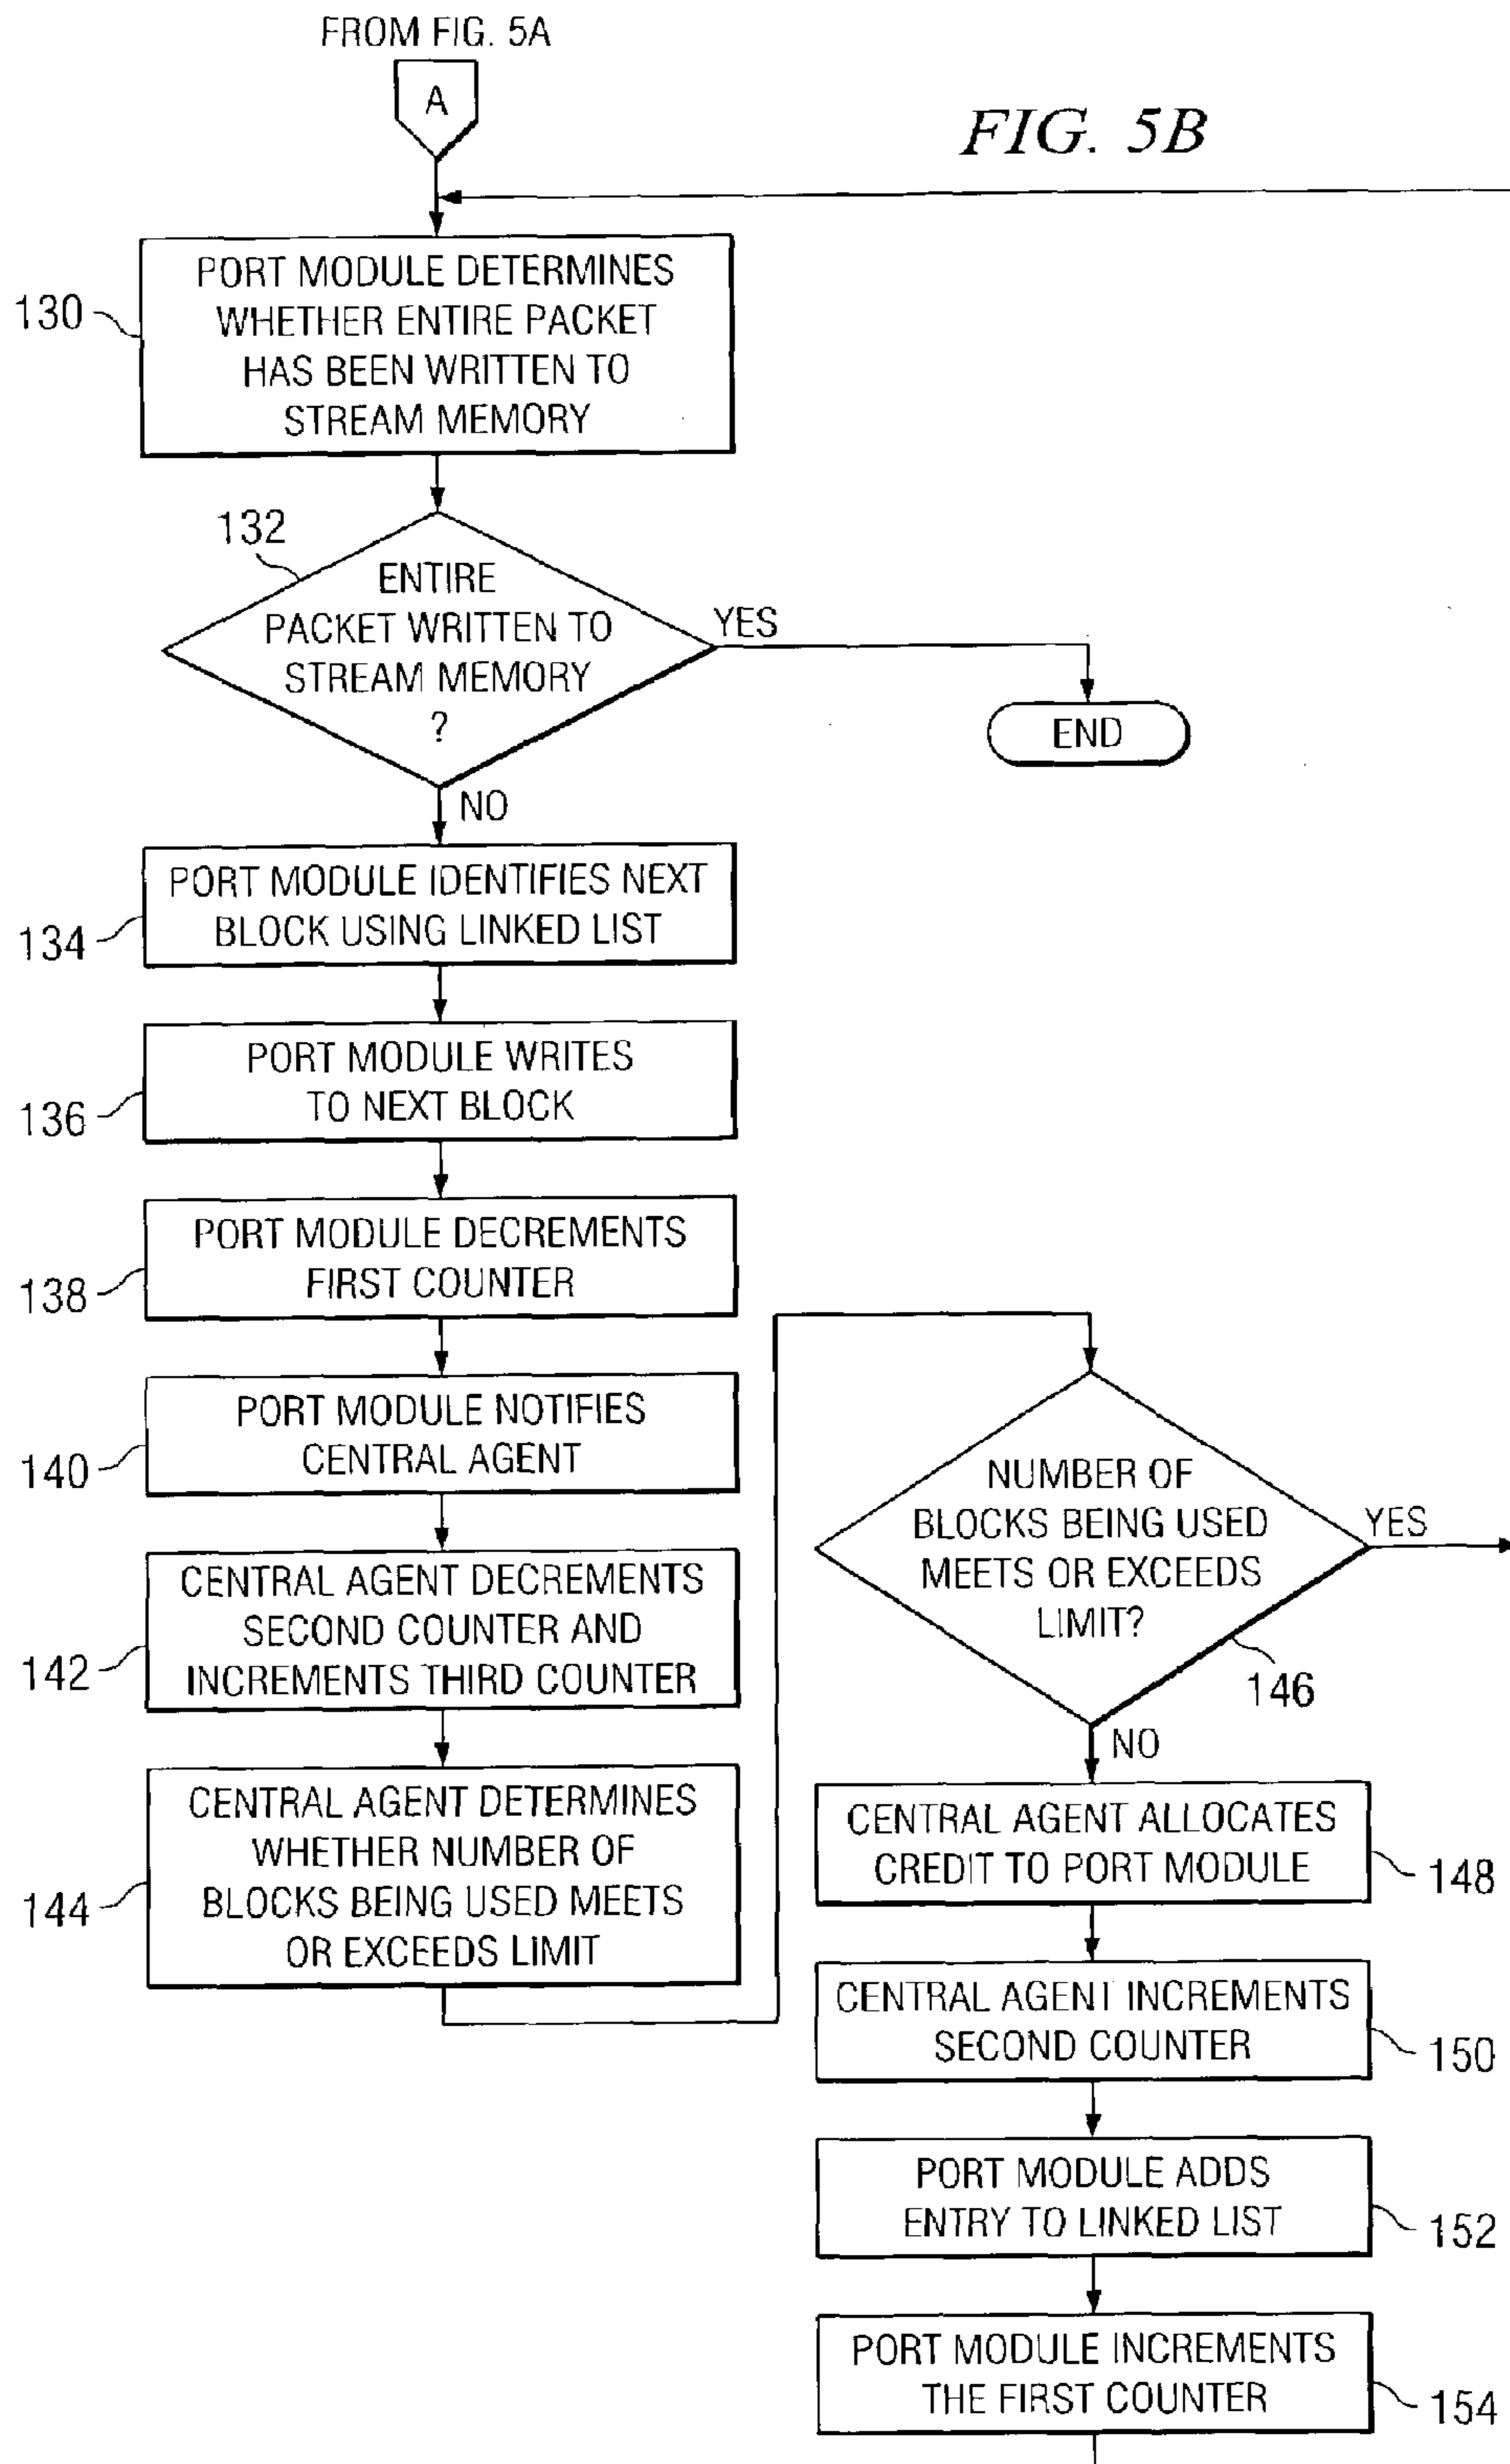 FROM FIG. 5A
A
FIG. 5B
PORT MODULE DETERMINES
WHETHER ENTIRE PACKET
HAS BEEN WRITTEN TO
STREAM MEMORY
130
132
ENTIRE
PACKET WRITTEN TO
STREAM MEMORY
?
YES
END
NO
PORT MODULE IDENTIFIES NEXT
BLOCK USING LINKED LIST
134
PORT MODULE WRITES
TO NEXT BLOCK
136
PORT MODULE DECREMENTS
FIRST COUNTER
138
PORT MODULE NOTIFIES
CENTRAL AGENT
140
CENTRAL AGENT DECREMENTS
SECOND COUNTER AND
INCREMENTS THIRD COUNTER
142
CENTRAL AGENT DETERMINES
WHETHER NUMBER OF
BLOCKS BEING USED MEETS
OR EXCEEDS LIMIT
144
NUMBER OF
BLOCKS BEING USED
MEETS OR EXCEEDS
LIMIT?
YES
146
NO
CENTRAL AGENT ALLOCATES
CREDIT TO PORT MODULE
148
CENTRAL AGENT INCREMENTS
SECOND COUNTER
150
PORT MODULE ADDS
ENTRY TO LINKED LIST
152
PORT MODULE INCREMENTS
THE FIRST COUNTER
154